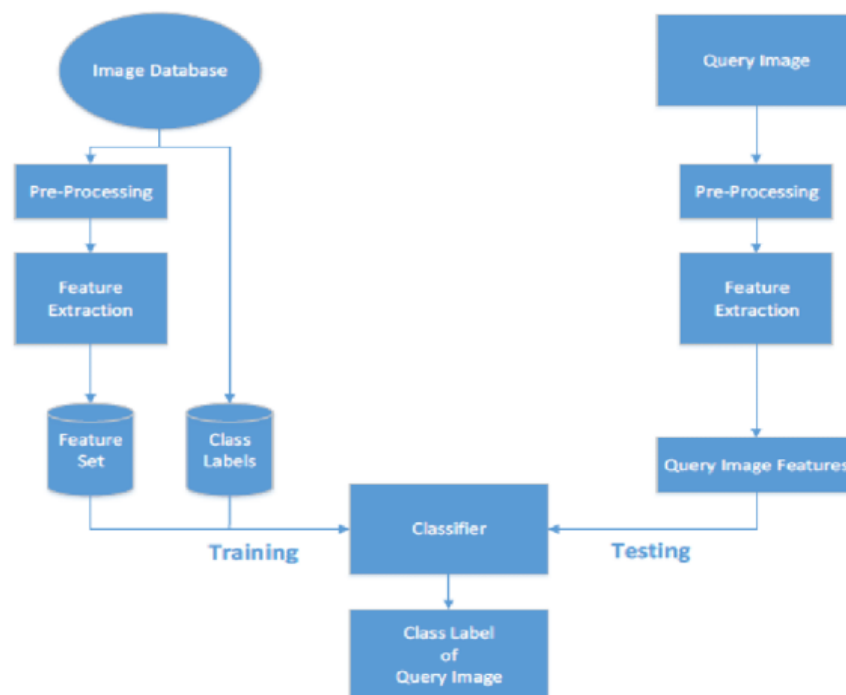 Image Database
Query Image
Pre-Processing
Pre-Processing
Feature
Extraction
Feature
Extraction
Feature
Set
Class
Labels
Query Image Features
Classifier
Training
Testing
Class Label
of
Query Image